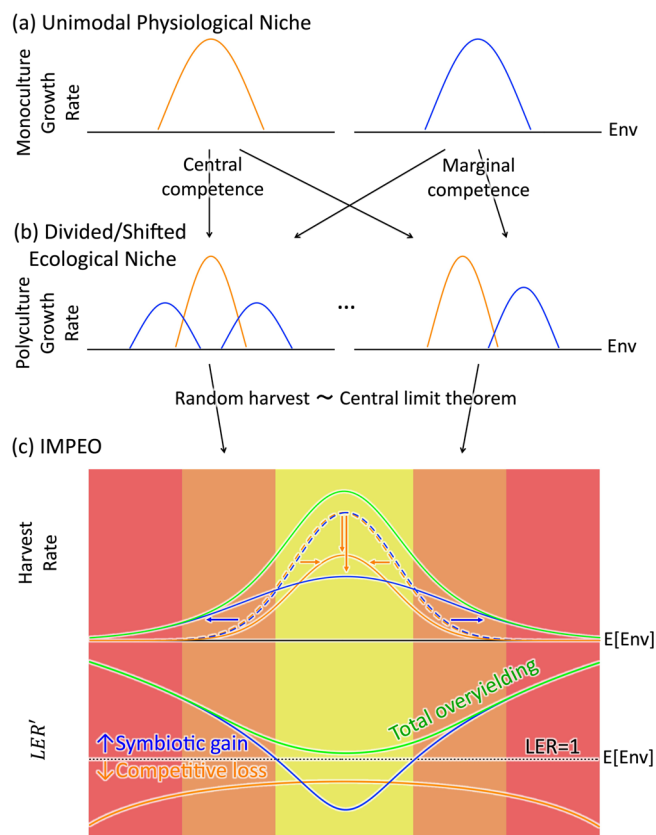 (a) Unimodal Physiological Niche
Monoculture
Growth
Rate
Env
Central
competence
Marginal
competence
(b) Divided/Shifted
Ecological Niche
Polyculture
Growth
Rate
...
Env
Random harvest ～ Central limit theorem
(c) IMPEO
Harvest
Rate
E[Env]
LER′
Total overyielding
↑Symbiotic gain
↓Competitive loss
LER=1
E[Env]